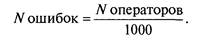 N ошибок = N операторов / 1000.